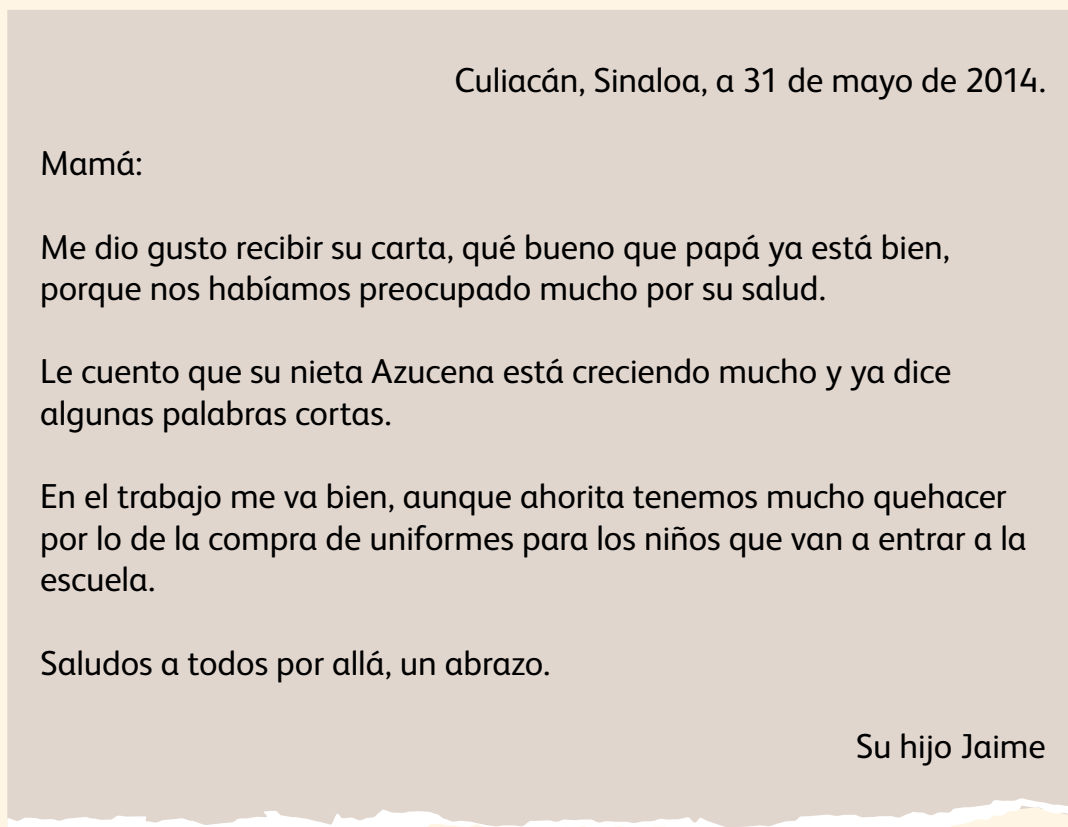 Culiacán, Sinaloa, a 31 de mayo de 2014.
Mamá:
Me dio gusto recibir su carta, qué bueno que papá ya está bien,
porque nos habíamos preocupado mucho por su salud.
Le cuento que su nieta Azucena está creciendo mucho y ya dice
algunas palabras cortas.
En el trabajo me va bien, aunque ahorita tenemos mucho quehacer
por lo de la compra de uniformes para los niños que van a entrar a la
escuela.
Saludos a todos por allá, un abrazo.
Su hijo Jaime